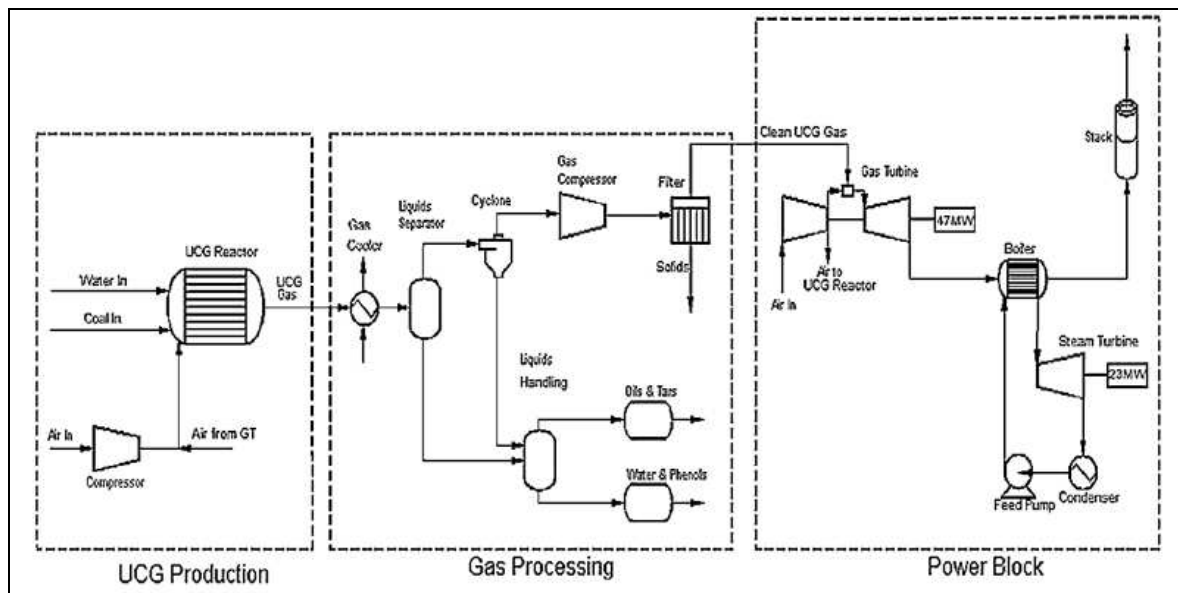 UCG Reactor
Water In
Coal In
UCG
Gas
Air In
Air from GT
Compressor
UCG Production
Gas
Cooler
Liquids
Separator
Cyclone
Gas
Compressor
Filter
Solids
Liquids
Handling
Oils & Tars
Water & Phenols
Gas Processing
Clean UCG Gas
Gas Turbine
47MW
Air to
UCG Reactor
Air In
Boiler
Stack
Steam Turbine
23MW
Feed Pump
Condenser
Power Block